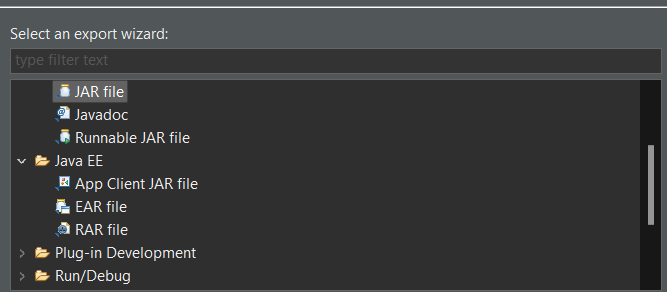 Select an export wizard:
type filter text
JAR file
Javadoc
Runnable JAR file
Java EE
App Client JAR file
EAR file
RAR file
Plug-in Development
Run/Debug